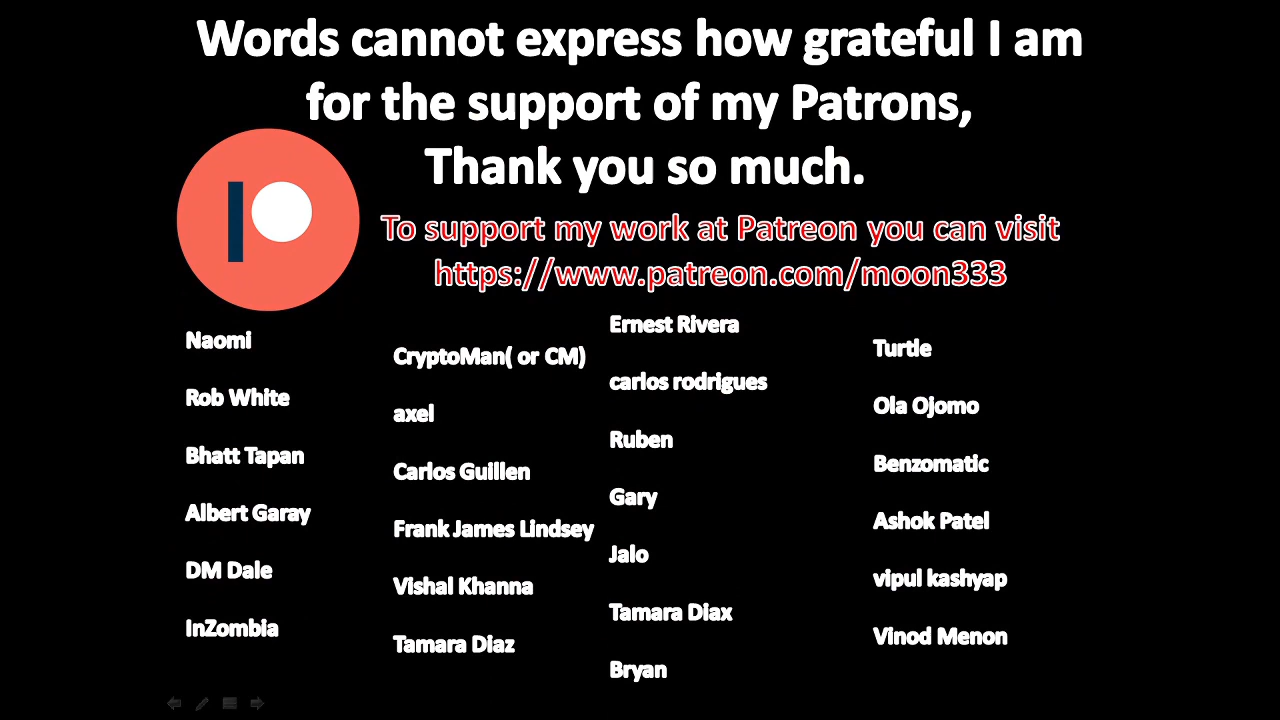 Words cannot express how grateful I am
for the support of my Patrons,
Thank you so much.
To support my work at Patreon you can visit
https://www.patreon.com/moon333
Naomi
Rob White
Bhatt Tapan
Albert Garay
DM Dale
InZombia
CryptoMan( or CM)
axel
Carlos Guillen
Frank James Lindsey
Vishal Khanna
Tamara Diaz
Ernest Rivera
carlos rodrigues
Ruben
Gary
Jalo
Tamara Diax
Bryan
Turtle
Ola Ojomo
Benzomatic
Ashok Patel
vipul kashyap
Vinod Menon